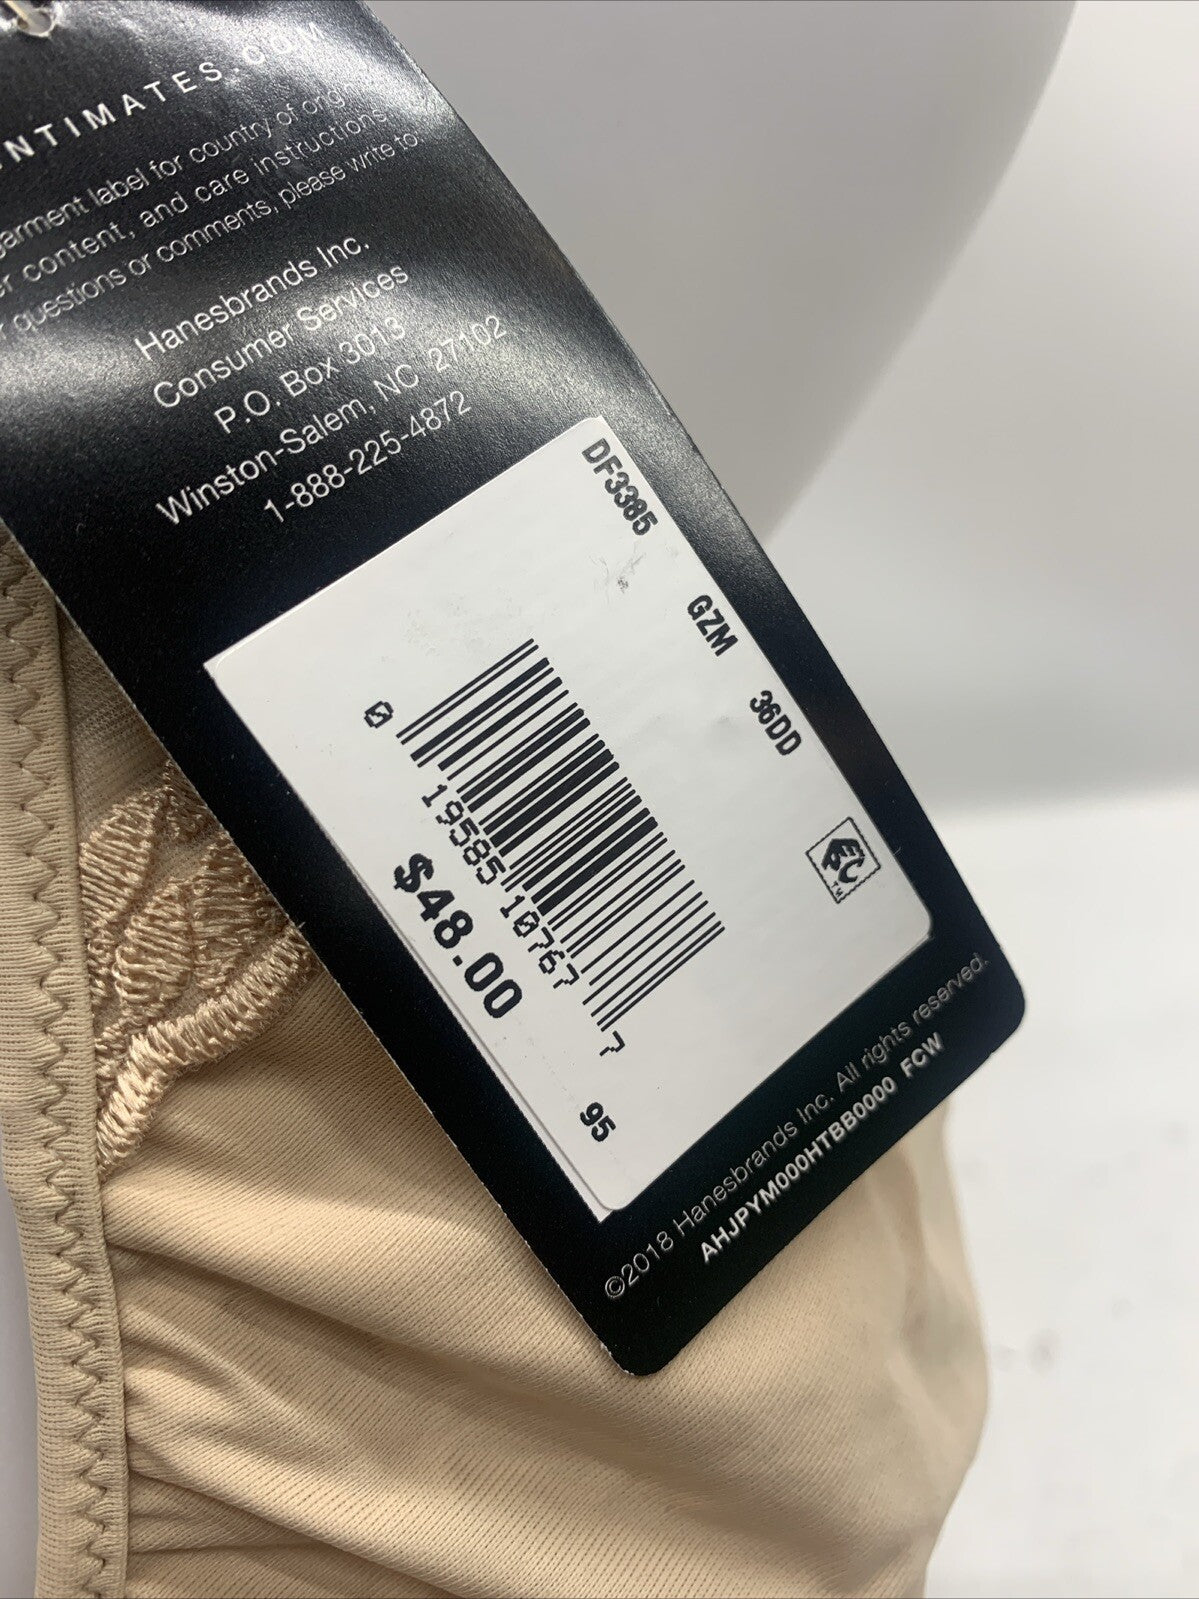 NTIMATES.COM
garment label for country of orig
content, and care instructions.
questions or comments, please write to:
Hanesbrands Inc.
Consumer Services
P.O. Box 3013
Winston-Salem, NC 27102
1-888-225-4872
DF3385 GZM 36DD
0 19585 10767 7
$48.00 95
TM
©2018 Hanesbrands Inc. All rights reserved.
AHJPYM000HTBB0000 FCW